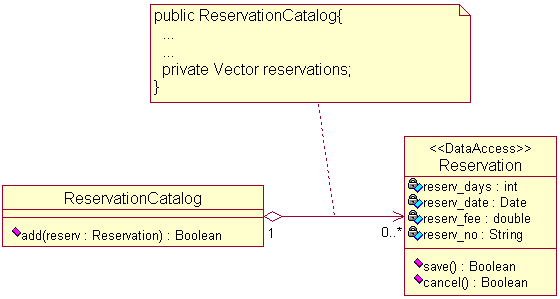 public ReservationCatalog{
...
...
private Vector reservations;
}
<<DataAccess>>
Reservation
reserv_days : int
reserv_date : Date
reserv_fee : double
reserv_no : String
save() : Boolean
cancel() : Boolean
ReservationCatalog
add(reserv : Reservation) : Boolean
1
0..*